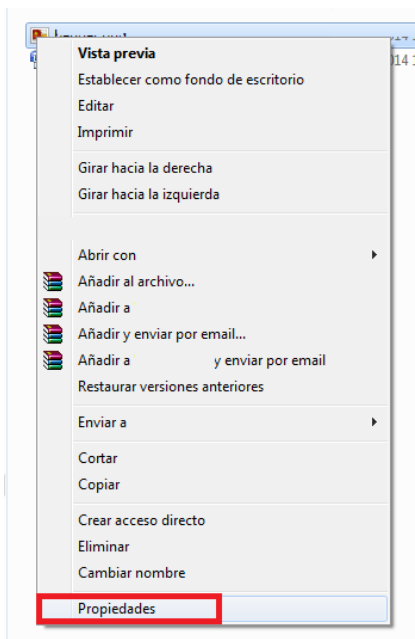 Vista previa
Establecer como fondo de escritorio
Editar
Imprimir
Girar hacia la derecha
Girar hacia la izquierda
Abrir con
Añadir al archivo...
Añadir a
Añadir y enviar por email...
Añadir a y enviar por email
Restaurar versiones anteriores
Enviar a
Cortar
Copiar
Crear acceso directo
Eliminar
Cambiar nombre
Propiedades